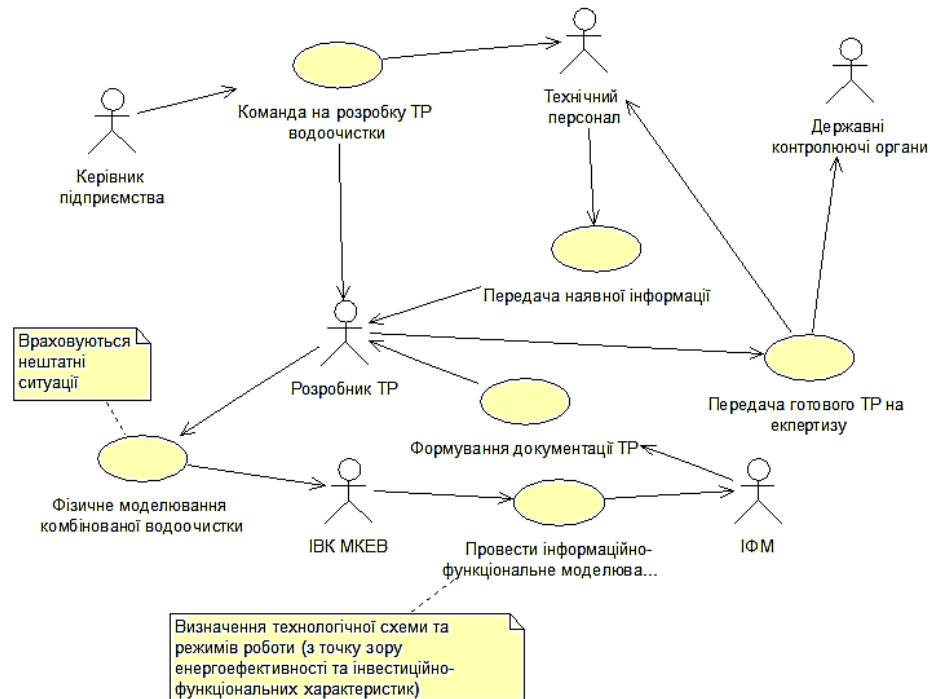 Команда на розробку ТР
водоочистки
Технічний
персонал
Державні
контролюючі органи
Керівник
підприємства
Передача наявної інформації
Враховуються
нештатні
ситуації
Розробник ТР
Передача готового ТР на
екпертизу
Формування документації ТР
Фізичне моделювання
комбінованої водоочистки
ІВК МКЕВ
Провести інформаційно-
функціональне моделюва...
ІФМ
Визначення технологічної схеми та
режимів роботи (з точку зору
енергоефективності та інвестиційно-
функціональних характеристик)